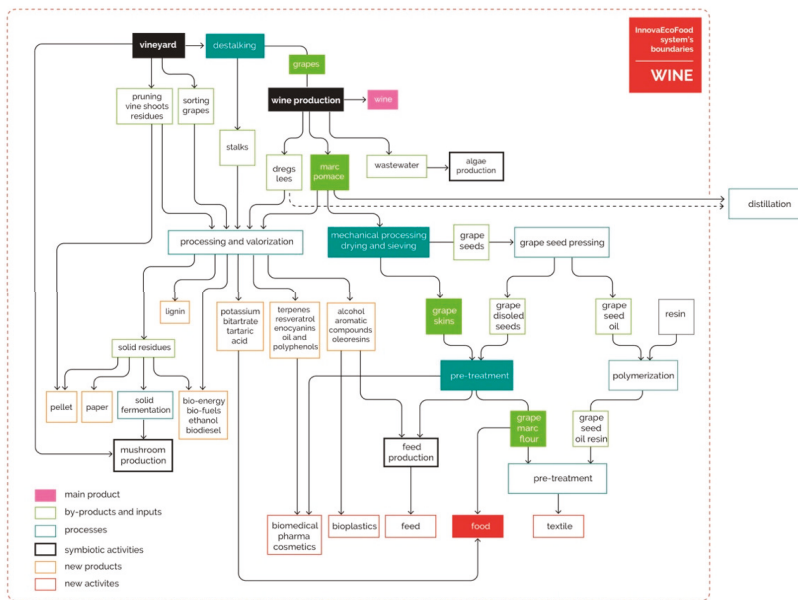 InnovaEcoFood
system's
boundaries
WINE
vineyard
destalking
grapes
pruning
vine shoots
residues
sorting
grapes
wine production
wine
stalks
dregs
lees
marc
pomace
wastewater
algae
production
distillation
processing and valorization
mechanical processing
drying and sieving
grape
seeds
grape seed pressing
lignin
potassium
bitartrate
tartaric
acid
terpenes
resveratrol
enocyanins
oil and
polyphenols
alcohol
aromatic
compounds
oleoresins
grape
skins
grape
disoled
seeds
grape
seed
oil
resin
solid residues
pre-treatment
polymerization
pellet
paper
solid
fermentation
bio-energy
bio-fuels
ethanol
biodiesel
grape
marc
flour
grape
seed
oil resin
mushroom
production
feed
production
pre-treatment
main product
by-products and inputs
processes
symbiotic activities
new products
new activites
biomedical
pharma
cosmetics
bioplastics
feed
food
textile